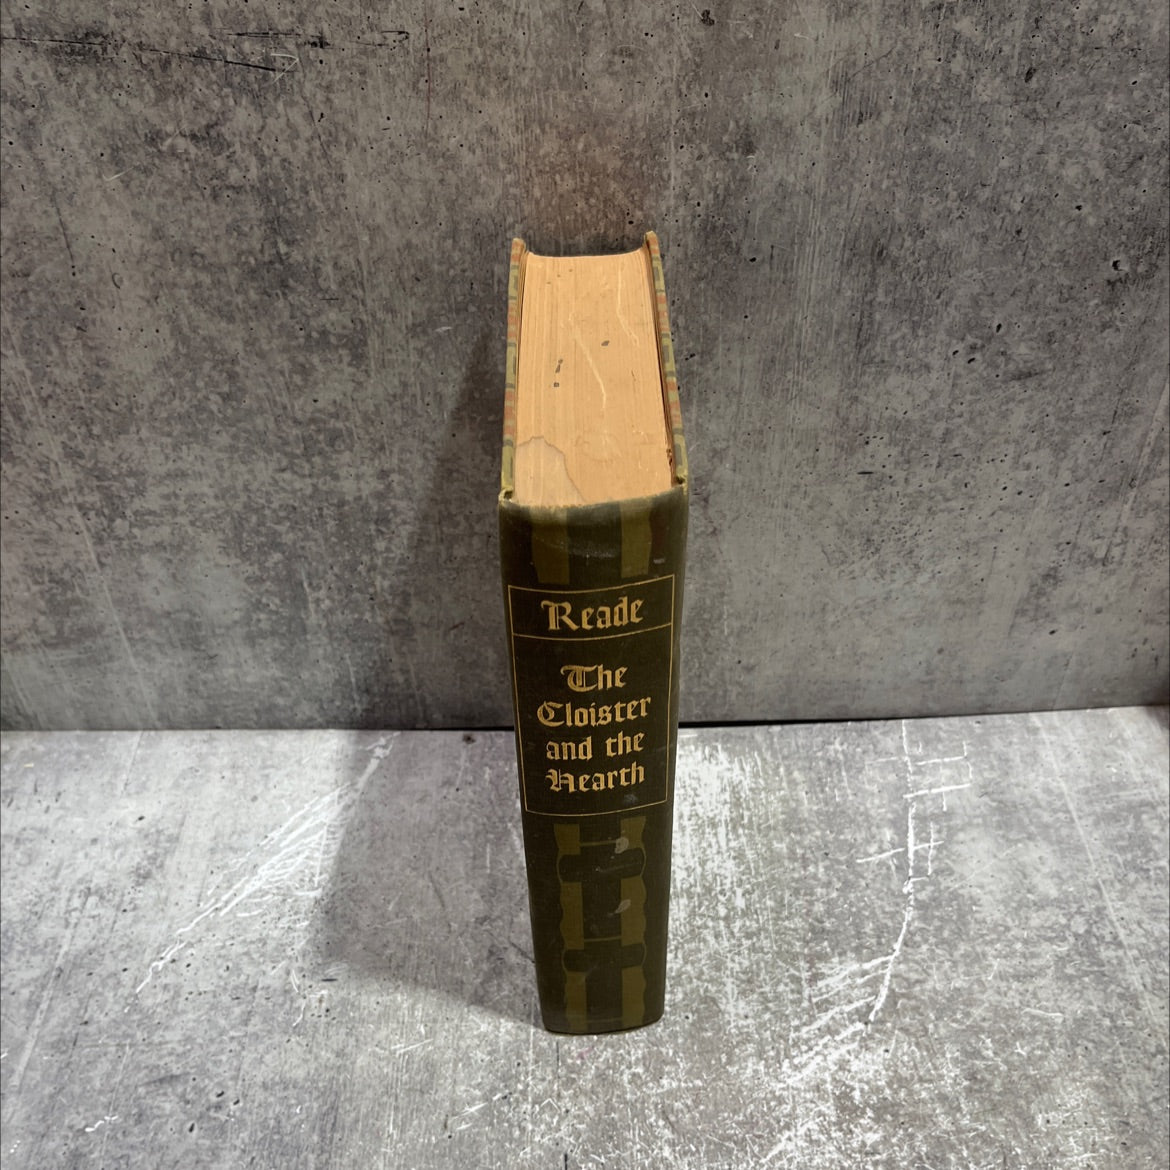 Reade
The
Cloister
and the
Hearth